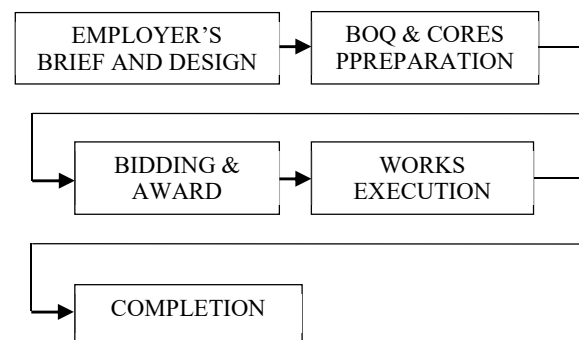 EMPLOYER’S
BRIEF AND DESIGN
BOQ & CORES
PPREPARATION
BIDDING &
AWARD
WORKS
EXECUTION
COMPLETION